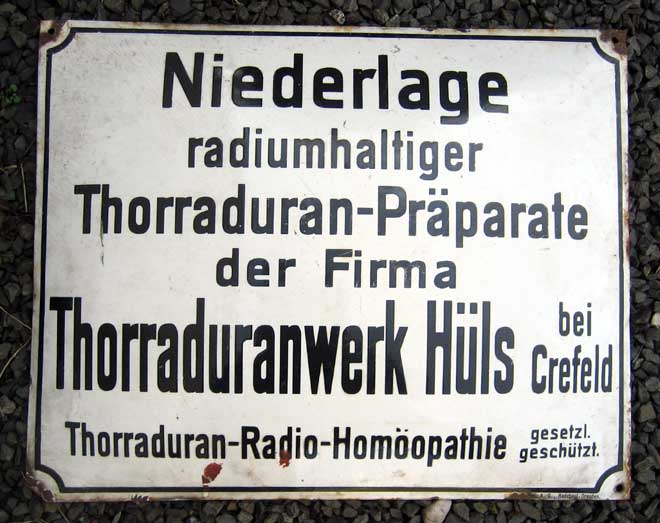 Niederlage
radiumhaltiger
Thorraduran-Präparate
der Firma
Thorraduranwerk Hüls bei Crefeld
Thorraduran-Radio-Homöopathie gesetzl. geschützt.